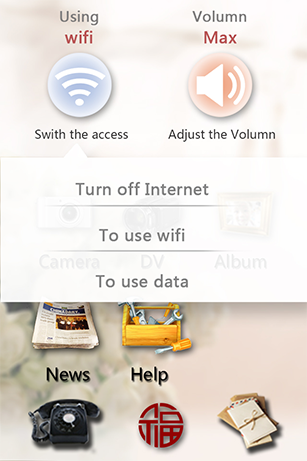 Using
Volumn
wifi
Max
Swith the access
Adjust the Volumn
Turn off Internet
To use wifi
Camera
DV
Album
To use data
News
Help
福